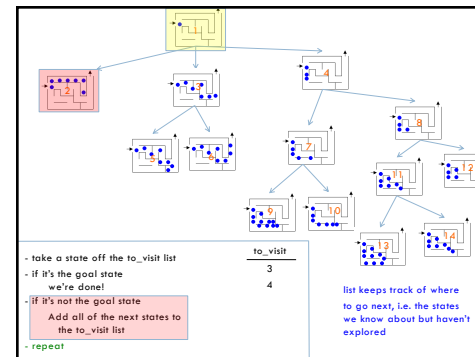 1
2
3
4
5
6
7
8
9
10
11
12
13
14
- take a state off the to_visit list
- if it's the goal state
we're done!
- if it's not the goal state
Add all of the next states to
the to_visit list
- repeat
to_visit
3
4
list keeps track of where
to go next, i.e. the states
we know about but haven't
explored